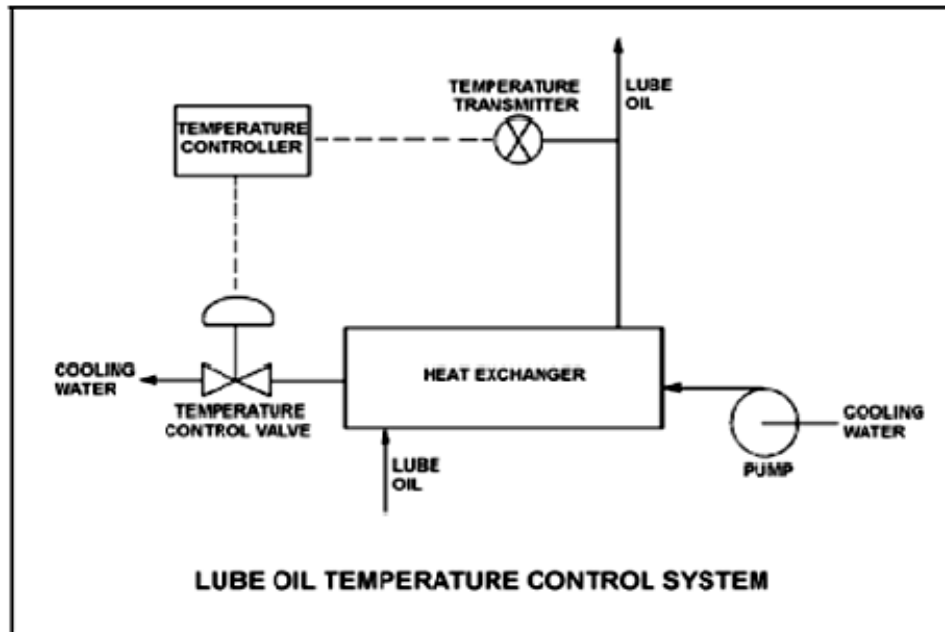 TEMPERATURE
TRANSMITTER
LUBE
OIL
TEMPERATURE
CONTROLLER
COOLING
WATER
TEMPERATURE
CONTROL VALVE
HEAT EXCHANGER
LUBE
OIL
COOLING
WATER
PUMP
LUBE OIL TEMPERATURE CONTROL SYSTEM